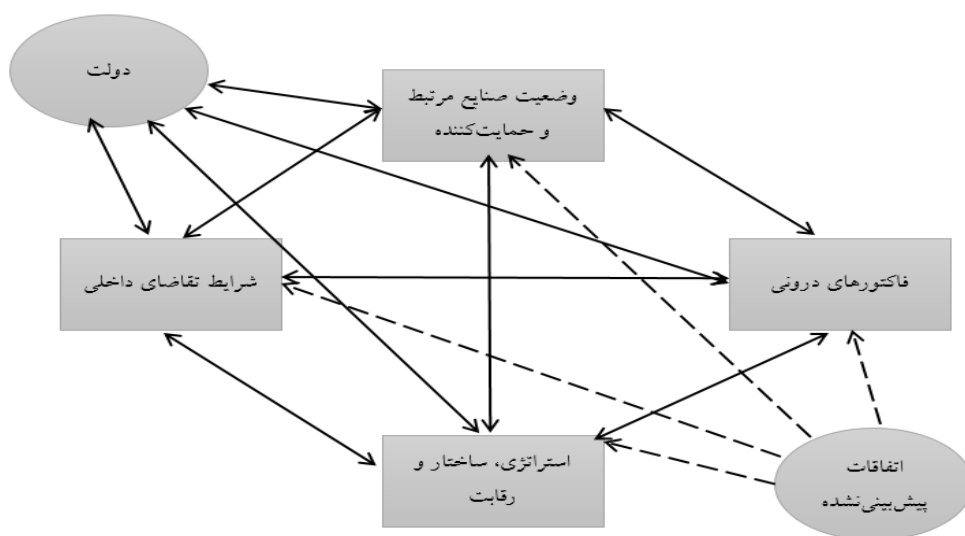 دولت
وضعیت صنایع مرتبط
و حمایت‌کننده
فاکتورهای درونی
شرایط تقاضای داخلی
استراتژی، ساختار و
رقابت
اتفاقات
پیش‌بینی‌نشده